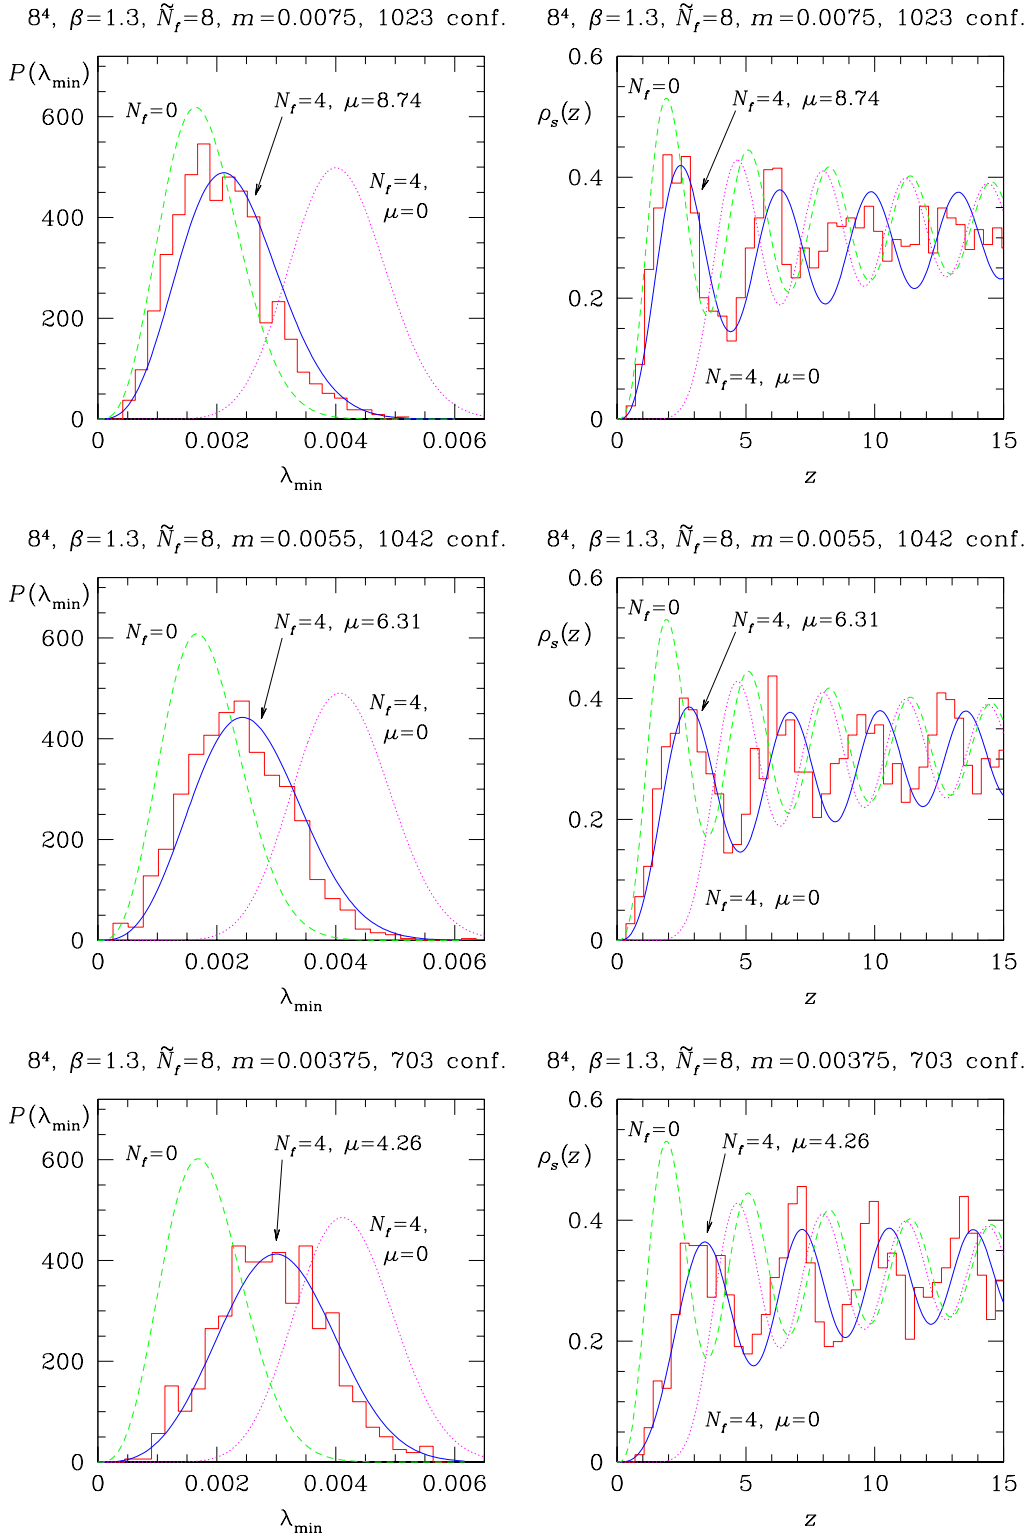 8⁴, β=1.3, Ñf=8, m=0.0075, 1023 conf.
P(λmin)
600
400
200
0
Nf=0
Nf=4, μ=8.74
Nf=4,
μ=0
0 0.002 0.004 0.006
λmin
8⁴, β=1.3, Ñf=8, m=0.0075, 1023 conf.
0.6
ρs(z)
0.4
0.2
0
Nf=0
Nf=4, μ=8.74
Nf=4, μ=0
0 5 10 15
z
8⁴, β=1.3, Ñf=8, m=0.0055, 1042 conf.
P(λmin)
600
400
200
0
Nf=0
Nf=4, μ=6.31
Nf=4,
μ=0
0 0.002 0.004 0.006
λmin
8⁴, β=1.3, Ñf=8, m=0.0055, 1042 conf.
0.6
ρs(z)
0.4
0.2
0
Nf=0
Nf=4, μ=6.31
Nf=4, μ=0
0 5 10 15
z
8⁴, β=1.3, Ñf=8, m=0.00375, 703 conf.
P(λmin)
600
400
200
0
Nf=0
Nf=4, μ=4.26
Nf=4,
μ=0
0 0.002 0.004 0.006
λmin
8⁴, β=1.3, Ñf=8, m=0.00375, 703 conf.
0.6
ρs(z)
0.4
0.2
0
Nf=0
Nf=4, μ=4.26
Nf=4, μ=0
0 5 10 15
z